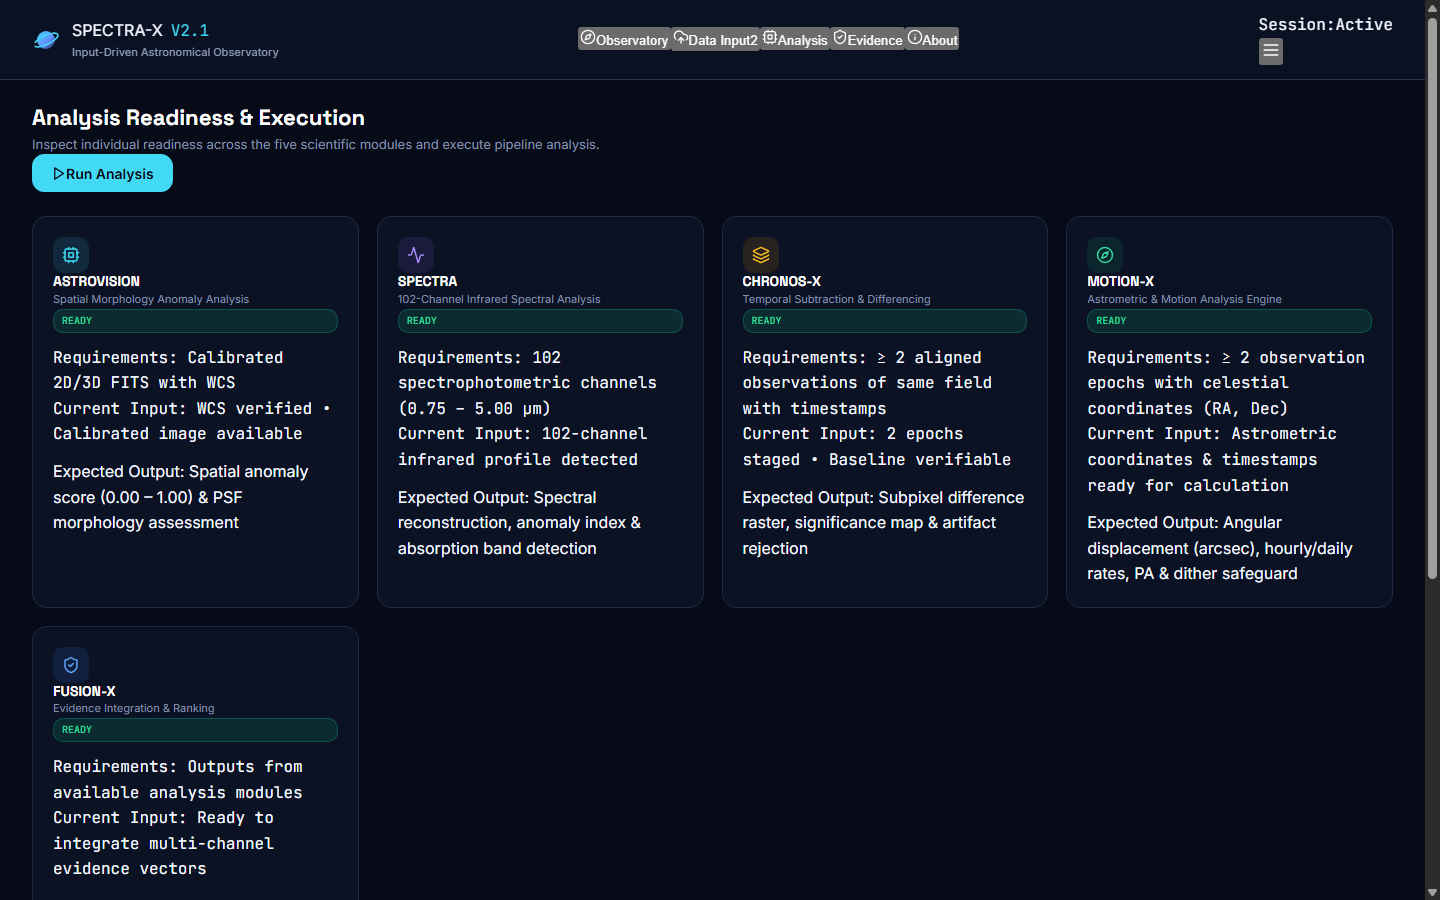 SPECTRA-X V2.1
Input-Driven Astronomical Observatory
Observatory Data Input2 Analysis Evidence About
Session:Active
Analysis Readiness & Execution
Inspect individual readiness across the five scientific modules and execute pipeline analysis.
Run Analysis
ASTROVISION
Spatial Morphology Anomaly Analysis
READY
Requirements: Calibrated
2D/3D FITS with WCS
Current Input: WCS verified •
Calibrated image available
Expected Output: Spatial anomaly
score (0.00 – 1.00) & PSF
morphology assessment
SPECTRA
102-Channel Infrared Spectral Analysis
READY
Requirements: 102
spectrophotometric channels
(0.75 – 5.00 µm)
Current Input: 102-channel
infrared profile detected
Expected Output: Spectral
reconstruction, anomaly index &
absorption band detection
CHRONOS-X
Temporal Subtraction & Differencing
READY
Requirements: ≥ 2 aligned
observations of same field
with timestamps
Current Input: 2 epochs
staged • Baseline verifiable
Expected Output: Subpixel difference
raster, significance map & artifact
rejection
MOTION-X
Astrometric & Motion Analysis Engine
READY
Requirements: ≥ 2 observation
epochs with celestial
coordinates (RA, Dec)
Current Input: Astrometric
coordinates & timestamps
ready for calculation
Expected Output: Angular
displacement (arcsec), hourly/daily
rates, PA & dither safeguard
FUSION-X
Evidence Integration & Ranking
READY
Requirements: Outputs from
available analysis modules
Current Input: Ready to
integrate multi-channel
evidence vectors